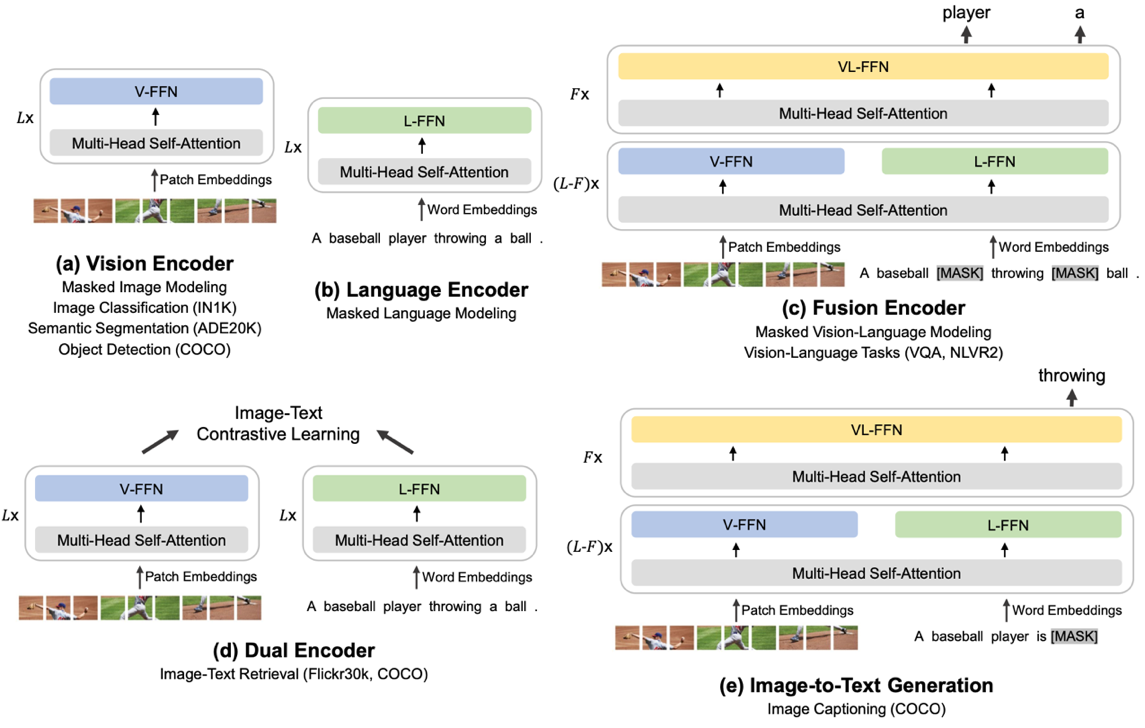 V-FFN
Lx
Multi-Head Self-Attention
Patch Embeddings
(a) Vision Encoder
Masked Image Modeling
Image Classification (IN1K)
Semantic Segmentation (ADE20K)
Object Detection (COCO)
L-FFN
Lx
Multi-Head Self-Attention
Word Embeddings
A baseball player throwing a ball .
(b) Language Encoder
Masked Language Modeling
player a
VL-FFN
Fx
Multi-Head Self-Attention
V-FFN L-FFN
(L-F)x
Multi-Head Self-Attention
Patch Embeddings Word Embeddings
A baseball [MASK] throwing [MASK] ball .
(c) Fusion Encoder
Masked Vision-Language Modeling
Vision-Language Tasks (VQA, NLVR2)
Image-Text
Contrastive Learning
V-FFN L-FFN
Lx Lx
Multi-Head Self-Attention Multi-Head Self-Attention
Patch Embeddings Word Embeddings
A baseball player throwing a ball .
(d) Dual Encoder
Image-Text Retrieval (Flickr30k, COCO)
throwing
VL-FFN
Fx
Multi-Head Self-Attention
V-FFN L-FFN
(L-F)x
Multi-Head Self-Attention
Patch Embeddings Word Embeddings
A baseball player is [MASK]
(e) Image-to-Text Generation
Image Captioning (COCO)